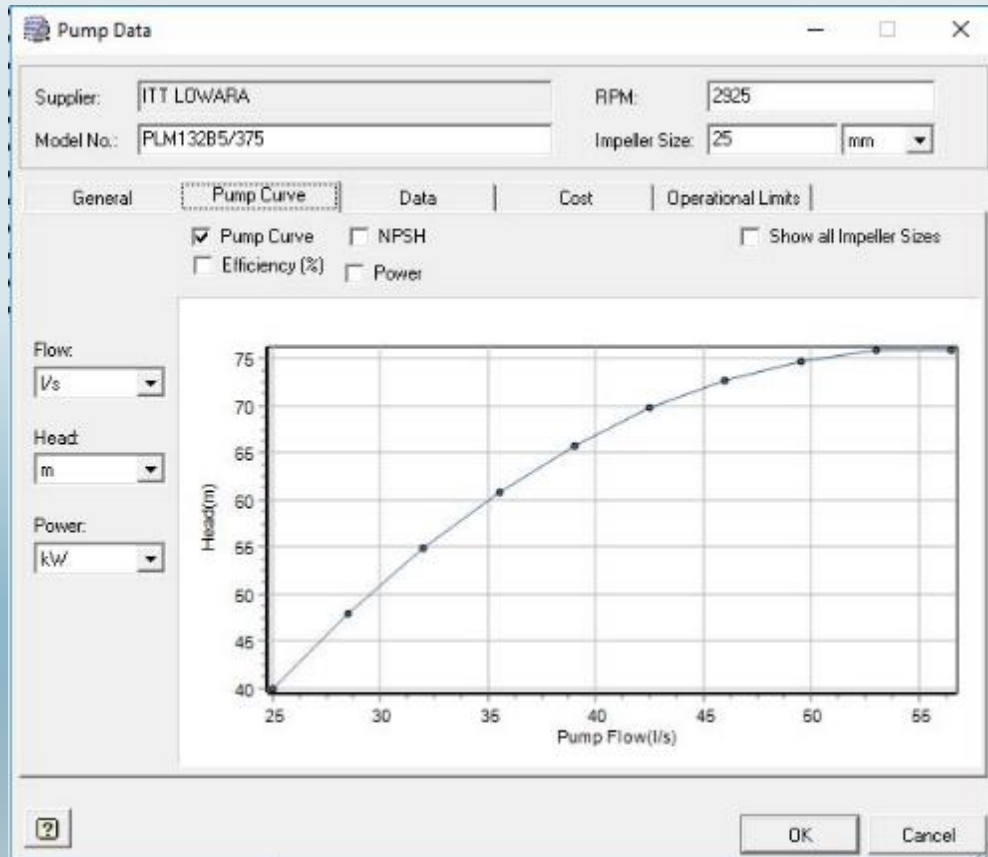 Pump Data
Supplier: ITT LOWARA RPM: 2925
Model No.: PLM132B5/375 Impeller Size: 25 mm
General Pump Curve Data Cost Operational Limits
Pump Curve NPSH Show all Impeller Sizes
Efficiency (%) Power
Flow:
l/s
Head:
m
Power:
kW
Head(m)
75
70
65
60
55
50
45
40
25 30 35 40 45 50 55
Pump Flow(l/s)
?
OK Cancel